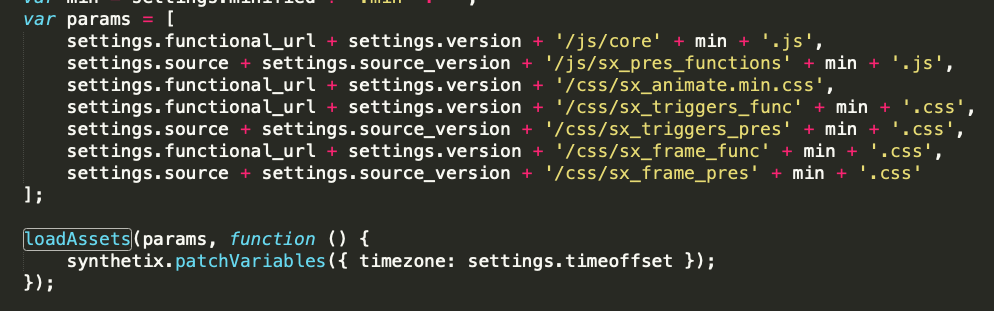 var params = [
settings.functional_url + settings.version + '/js/core' + min + '.js',
settings.source + settings.source_version + '/js/sx_pres_functions' + min + '.js',
settings.functional_url + settings.version + '/css/sx_animate.min.css',
settings.functional_url + settings.version + '/css/sx_triggers_func' + min + '.css',
settings.source + settings.source_version + '/css/sx_triggers_pres' + min + '.css',
settings.functional_url + settings.version + '/css/sx_frame_func' + min + '.css',
settings.source + settings.source_version + '/css/sx_frame_pres' + min + '.css'
];
loadAssets(params, function () {
synthetix.patchVariables({ timezone: settings.timeoffset });
});